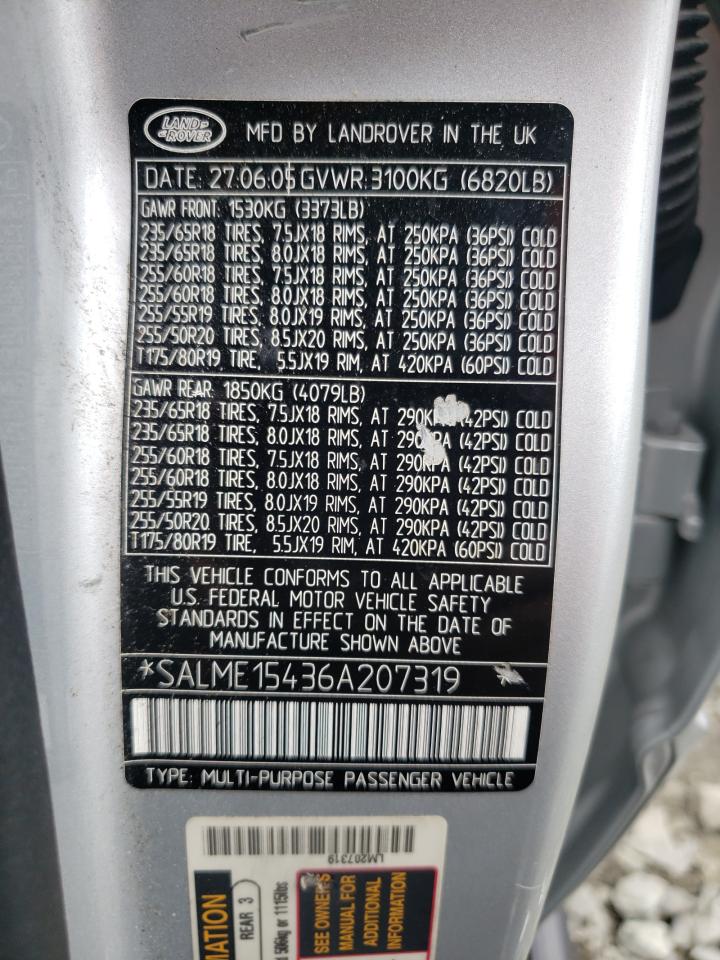 LAND-
ROVER
MFD BY LANDROVER IN THE UK
DATE: 27.06.05 GVWR: 3100KG (6820LB)
GAWR FRONT: 1530KG (3373LB)
235/65R18 TIRES, 7.5JX18 RIMS, AT 250KPA (36PSI) COLD
235/65R18 TIRES, 8.0JX18 RIMS, AT 250KPA (36PSI) COLD
255/60R18 TIRES, 7.5JX18 RIMS, AT 250KPA (36PSI) COLD
255/60R18 TIRES, 8.0JX18 RIMS, AT 250KPA (36PSI) COLD
255/55R19 TIRES, 8.0JX19 RIMS, AT 250KPA (36PSI) COLD
255/50R20 TIRES, 8.5JX20 RIMS, AT 250KPA (36PSI) COLD
T175/80R19 TIRE, 5.5JX19 RIM, AT 420KPA (60PSI) COLD
GAWR REAR: 1850KG (4079LB)
235/65R18 TIRES, 7.5JX18 RIMS, AT 290KPA (42PSI) COLD
235/65R18 TIRES, 8.0JX18 RIMS, AT 290KPA (42PSI) COLD
255/60R18 TIRES, 7.5JX18 RIMS, AT 290KPA (42PSI) COLD
255/60R18 TIRES, 8.0JX18 RIMS, AT 290KPA (42PSI) COLD
255/55R19 TIRES, 8.0JX19 RIMS, AT 290KPA (42PSI) COLD
255/50R20 TIRES, 8.5JX20 RIMS, AT 290KPA (42PSI) COLD
T175/80R19 TIRE, 5.5JX19 RIM, AT 420KPA (60PSI) COLD
THIS VEHICLE CONFORMS TO ALL APPLICABLE
U.S. FEDERAL MOTOR VEHICLE SAFETY
STANDARDS IN EFFECT ON THE DATE OF
MANUFACTURE SHOWN ABOVE
*SALME15436A207319*
TYPE: MULTI-PURPOSE PASSENGER VEHICLE
LM207319
MATION
REAR 3
d 506kg or 1115lbs
SEE OWNER'S
MANUAL FOR
ADDITIONAL
INFORMATION